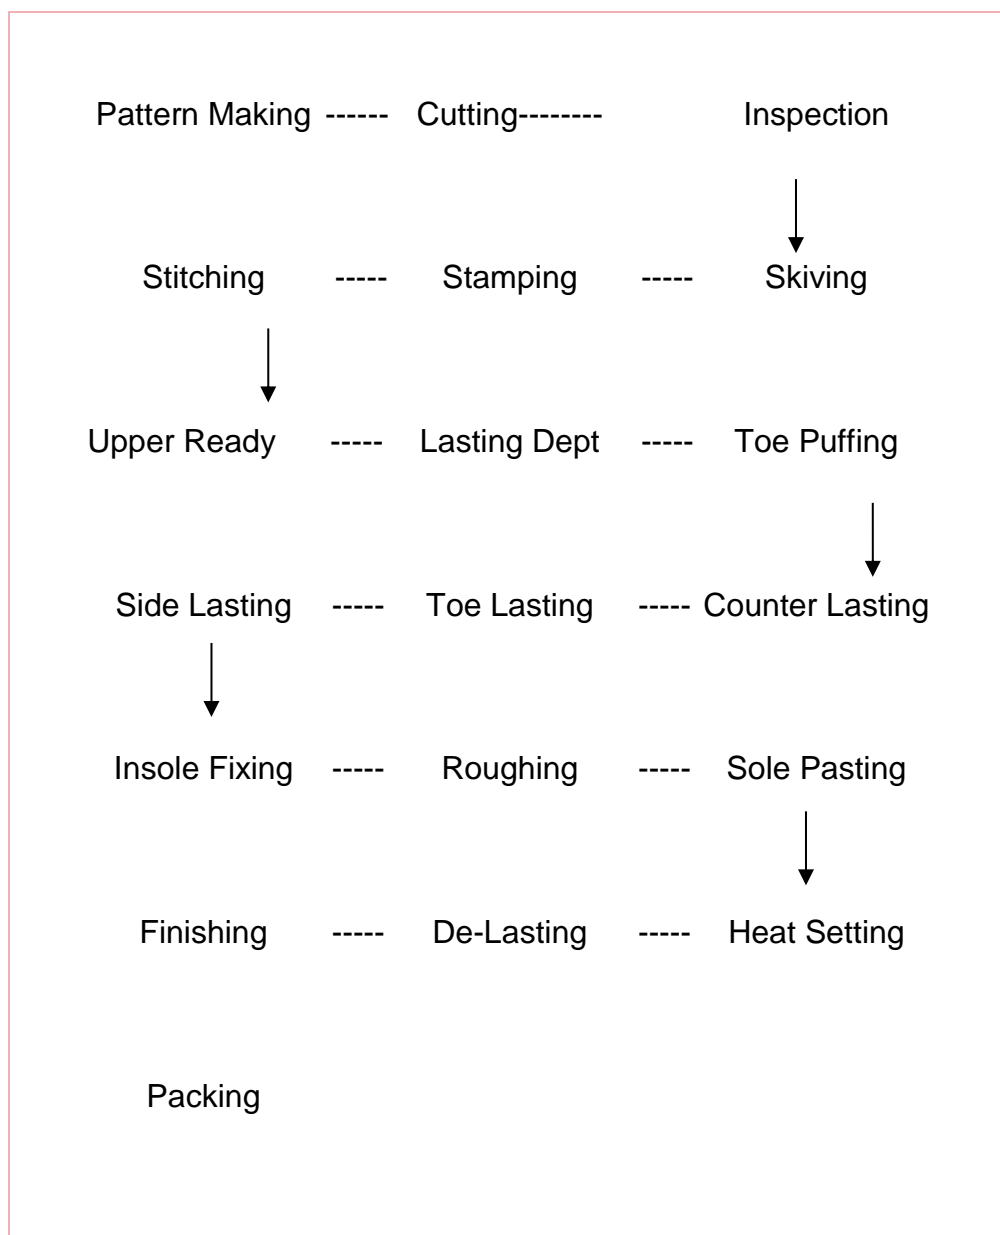 Pattern Making ------ Cutting-------- Inspection
Stitching ----- Stamping ----- Skiving
Upper Ready ----- Lasting Dept ----- Toe Puffing
Side Lasting ----- Toe Lasting ----- Counter Lasting
Insole Fixing ----- Roughing ----- Sole Pasting
Finishing ----- De-Lasting ----- Heat Setting
Packing